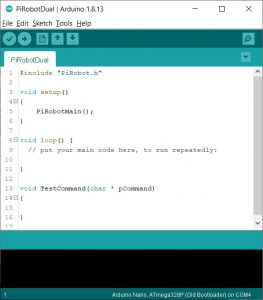 PiRobotDual | Arduino 1.8.13
File Edit Sketch Tools Help
PiRobotDual
1 #include "PiRobot.h"
2
3 void setup()
4 {
5 PiRobotMain();
6 }
7
8 void loop() {
9 // put your main code here, to run repeatedly:
10
11 }
12
13 void TestCommand(char * pCommand)
14 {
15
16 }
1 Arduino Nano, ATmega328P (Old Bootloader) on COM4